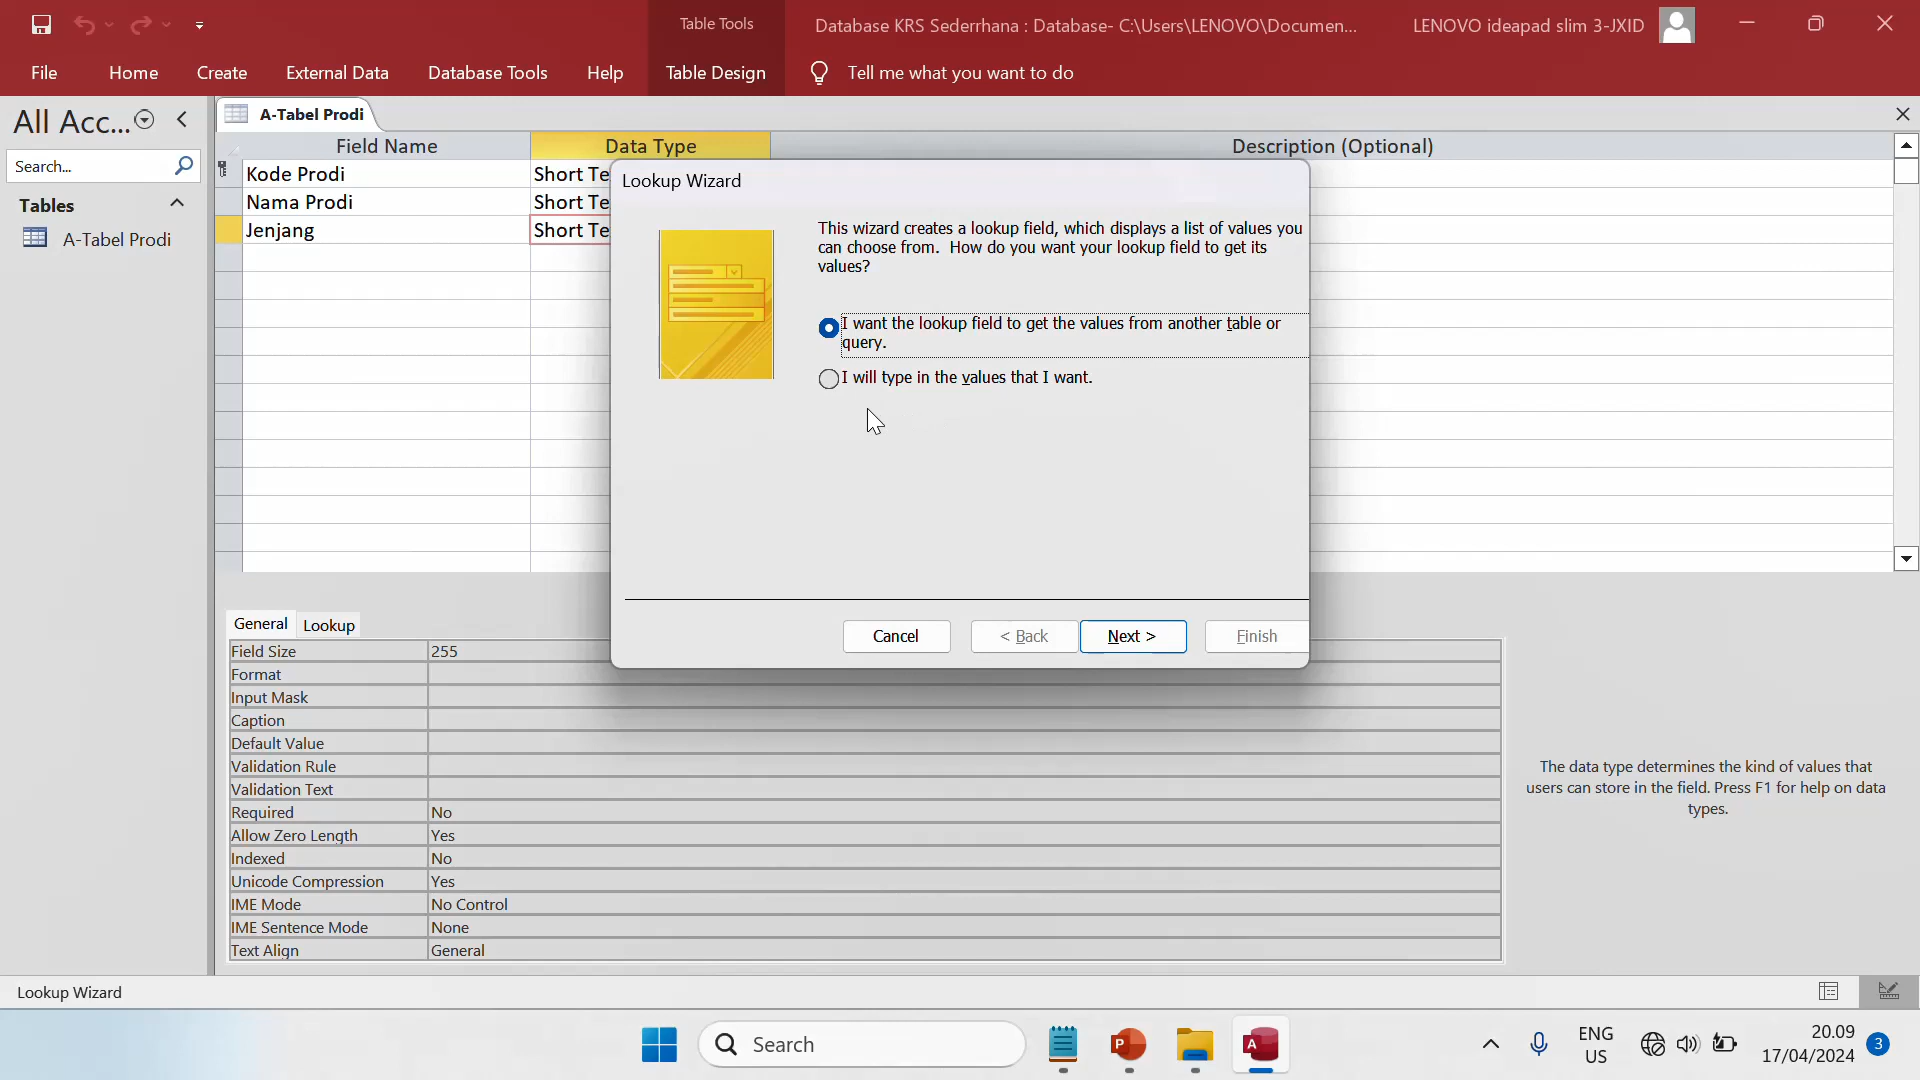 Table Tools
Database KRS Sederrhana : Database- C:\Users\LENOVO\Documen...
LENOVO ideapad slim 3-JXID
File
Home
Create
External Data
Database Tools
Help
Table Design
Tell me what you want to do
All Acc...
A-Tabel Prodi
Search...
Tables
A-Tabel Prodi
Field Name
Data Type
Description (Optional)
Kode Prodi
Short Te
Nama Prodi
Short Te
Jenjang
Short Te
Lookup Wizard
This wizard creates a lookup field, which displays a list of values you
can choose from.  How do you want your lookup field to get its
values?
I want the lookup field to get the values from another table or
query.
I will type in the values that I want.
Cancel
< Back
Next >
Finish
General
Lookup
Field Size
255
Format
Input Mask
Caption
Default Value
Validation Rule
Validation Text
Required
No
Allow Zero Length
Yes
Indexed
No
Unicode Compression
Yes
IME Mode
No Control
IME Sentence Mode
None
Text Align
General
The data type determines the kind of values that
users can store in the field. Press F1 for help on data
types.
Lookup Wizard
Search
P
A
ENG
US
20.09
17/04/2024
3